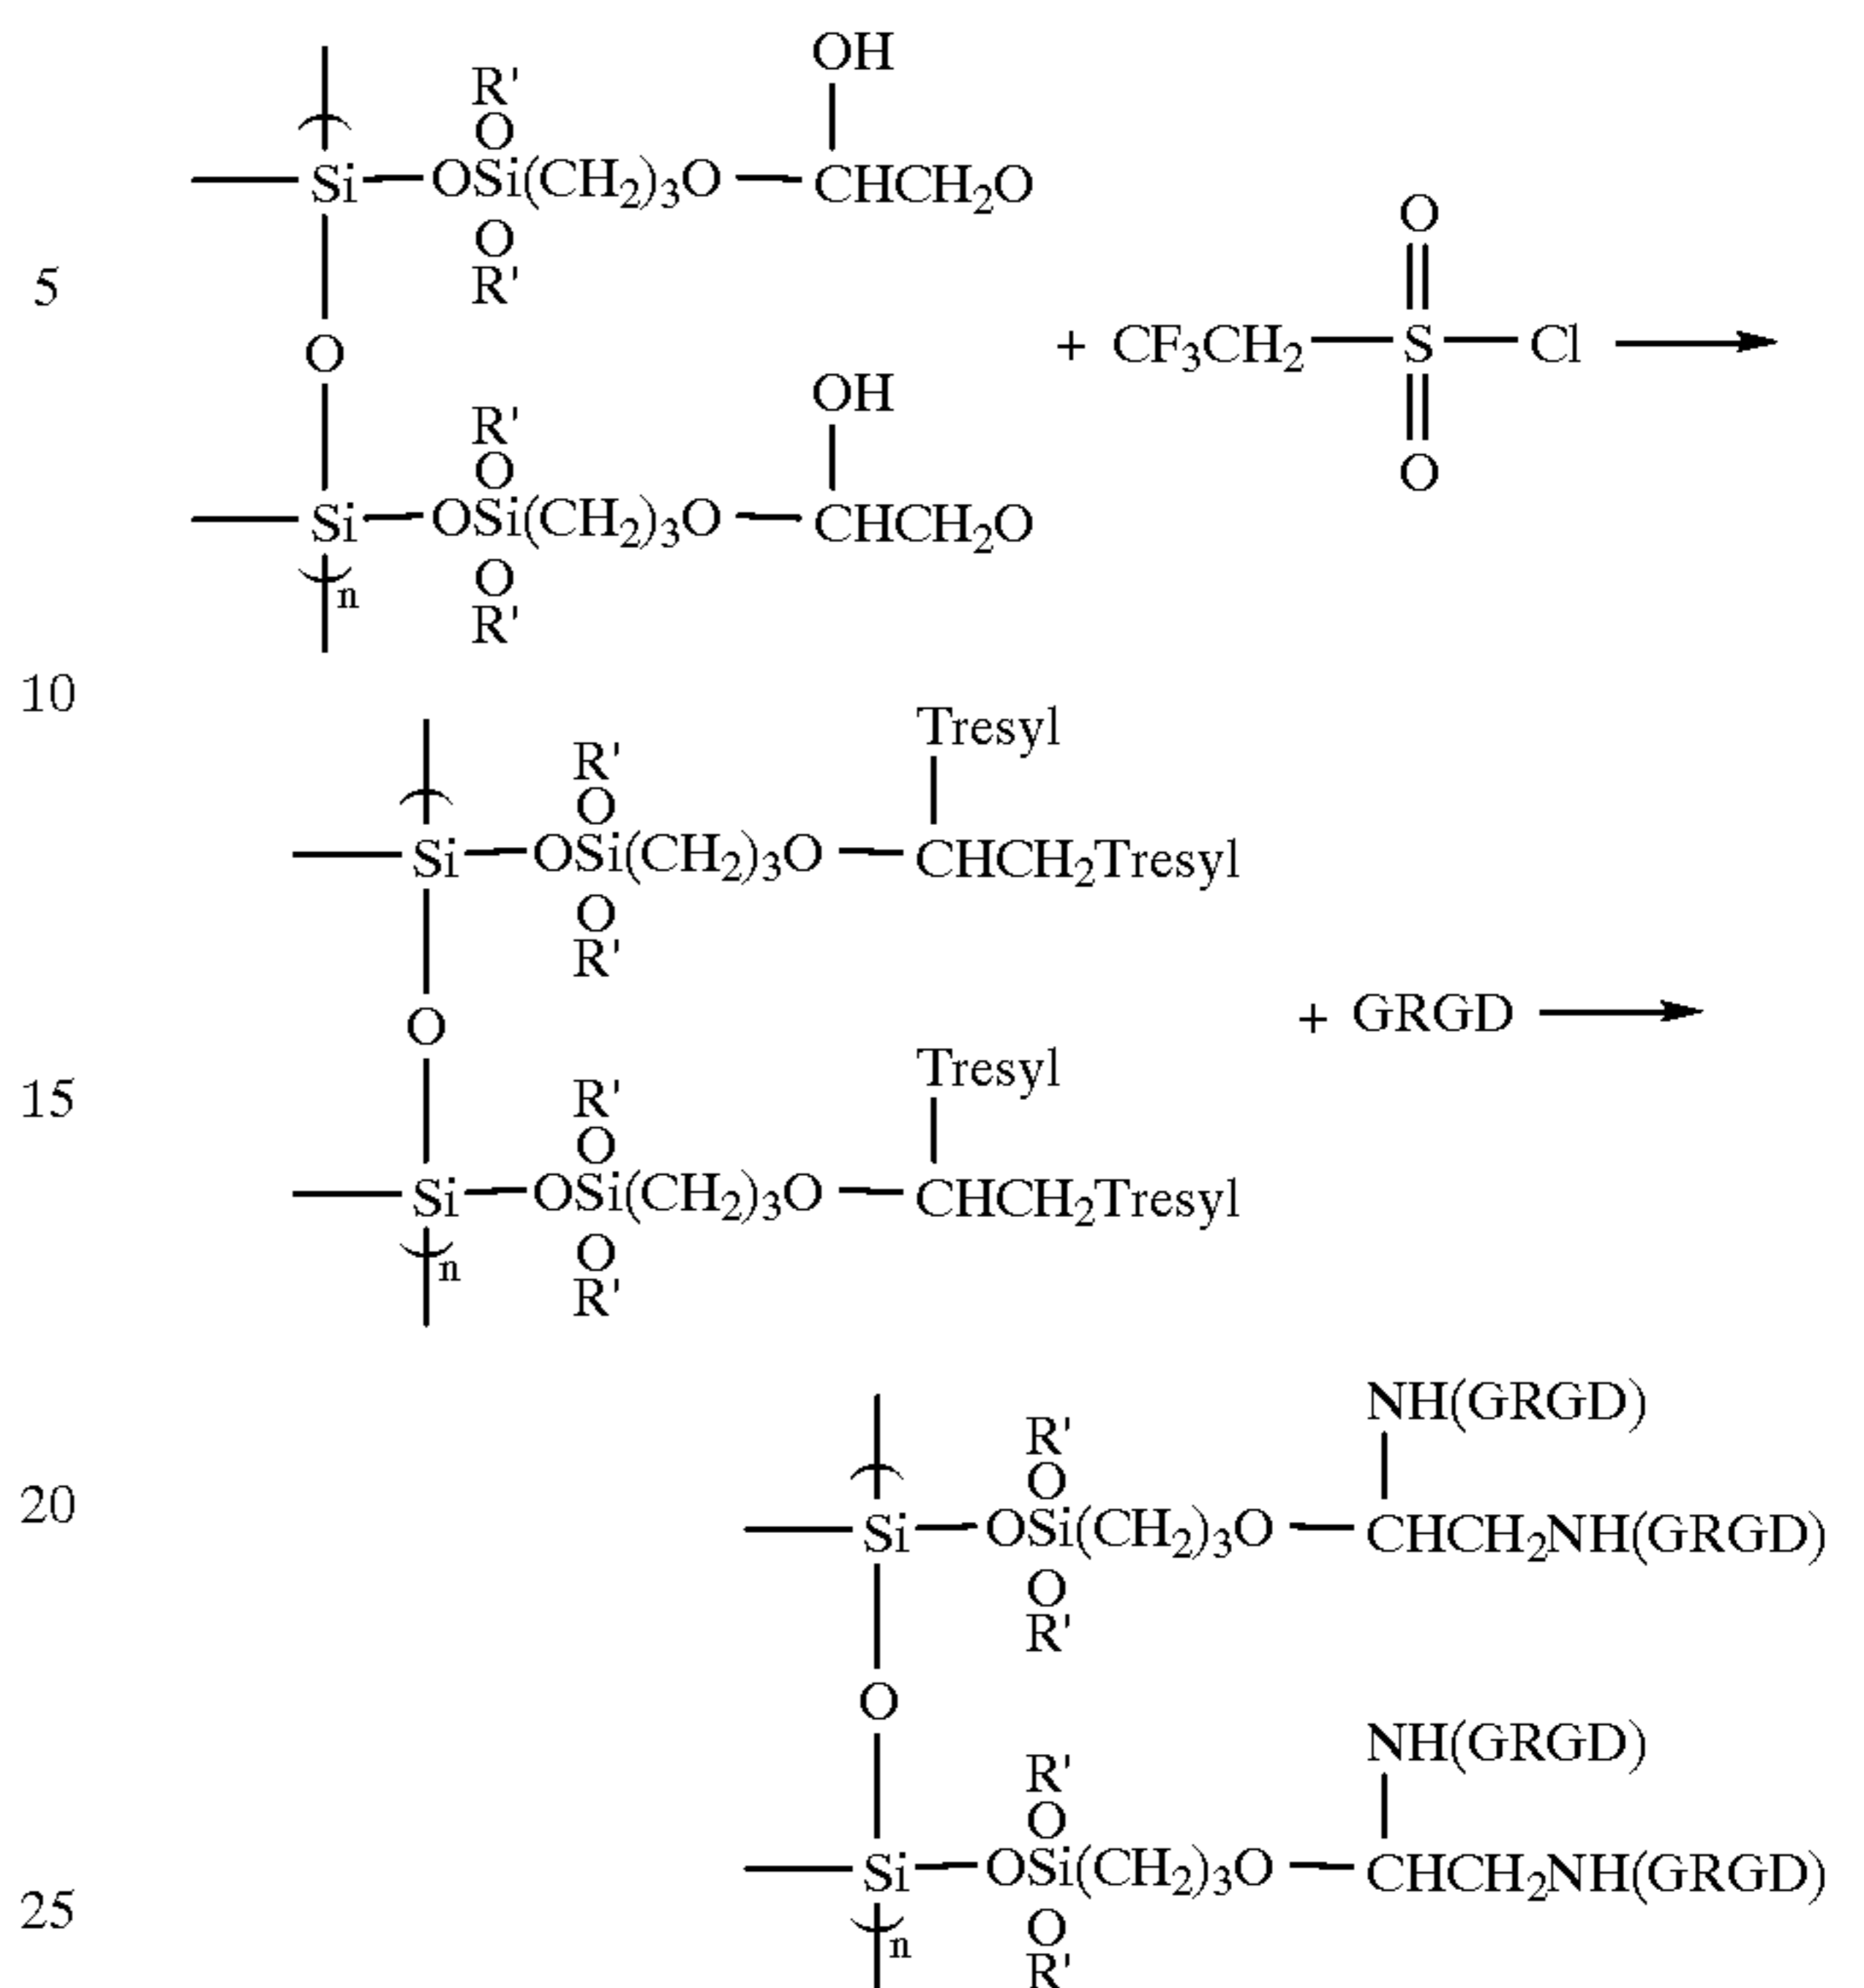 OH
R'
O
Si—OSi(CH2)3O—CHCH2O
O
R'
5
O
O
+ CF3CH2—S—Cl
O
OH
R'
O
Si—OSi(CH2)3O—CHCH2O
O
n
R'
10
Tresyl
R'
O
Si—OSi(CH2)3O—CHCH2Tresyl
O
R'
O
+ GRGD
15
Tresyl
R'
O
Si—OSi(CH2)3O—CHCH2Tresyl
O
n
R'
NH(GRGD)
R'
O
20
Si—OSi(CH2)3O—CHCH2NH(GRGD)
O
R'
O
NH(GRGD)
R'
O
Si—OSi(CH2)3O—CHCH2NH(GRGD)
25
O
n
R'